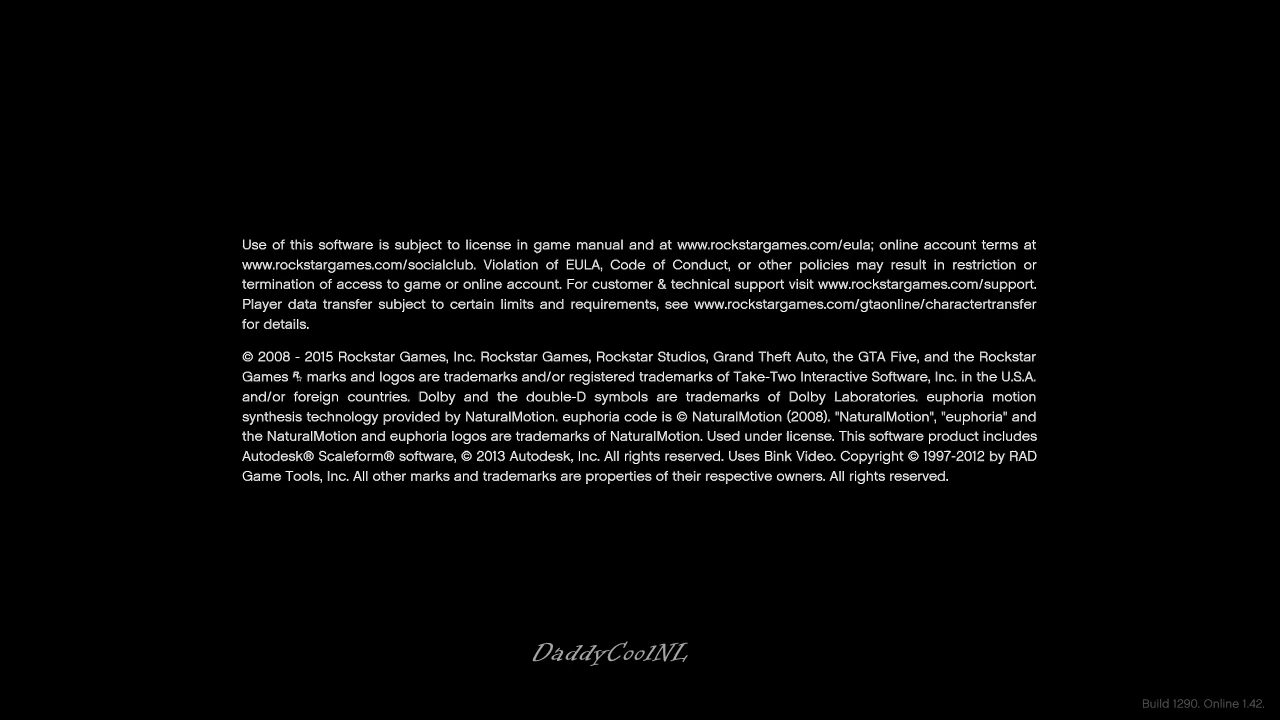 Use of this software is subject to license in game manual and at www.rockstargames.com/eula; online account terms at
www.rockstargames.com/socialclub. Violation of EULA, Code of Conduct, or other policies may result in restriction or
termination of access to game or online account. For customer & technical support visit www.rockstargames.com/support.
Player data transfer subject to certain limits and requirements, see www.rockstargames.com/gtaonline/charactertransfer
for details.
© 2008 - 2015 Rockstar Games, Inc. Rockstar Games, Rockstar Studios, Grand Theft Auto, the GTA Five, and the Rockstar
Games R* marks and logos are trademarks and/or registered trademarks of Take-Two Interactive Software, Inc. in the U.S.A.
and/or foreign countries. Dolby and the double-D symbols are trademarks of Dolby Laboratories. euphoria motion
synthesis technology provided by NaturalMotion. euphoria code is © NaturalMotion (2008). "NaturalMotion", "euphoria" and
the NaturalMotion and euphoria logos are trademarks of NaturalMotion. Used under license. This software product includes
Autodesk® Scaleform® software, © 2013 Autodesk, Inc. All rights reserved. Uses Bink Video. Copyright © 1997-2012 by RAD
Game Tools, Inc. All other marks and trademarks are properties of their respective owners. All rights reserved.
DaddyCoolNL
Build 1290. Online 1.42.